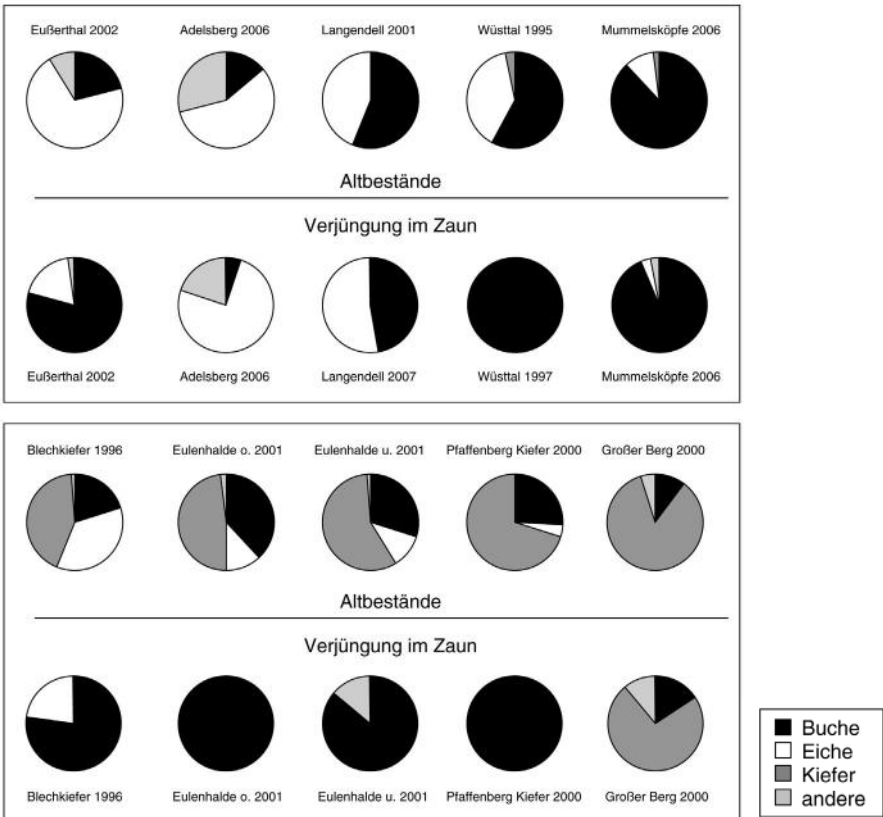 Eußerthal 2002 Adelsberg 2006 Langendell 2001 Wüsttal 1995 Mummelsköpfe 2006
Altbestände
Verjüngung im Zaun
Eußerthal 2002 Adelsberg 2006 Langendell 2007 Wüsttal 1997 Mummelsköpfe 2006
Blechkiefer 1996 Eulenhalde o. 2001 Eulenhalde u. 2001 Pfaffenberg Kiefer 2000 Großer Berg 2000
Altbestände
Verjüngung im Zaun
Blechkiefer 1996 Eulenhalde o. 2001 Eulenhalde u. 2001 Pfaffenberg Kiefer 2000 Großer Berg 2000
Buche
Eiche
Kiefer
andere